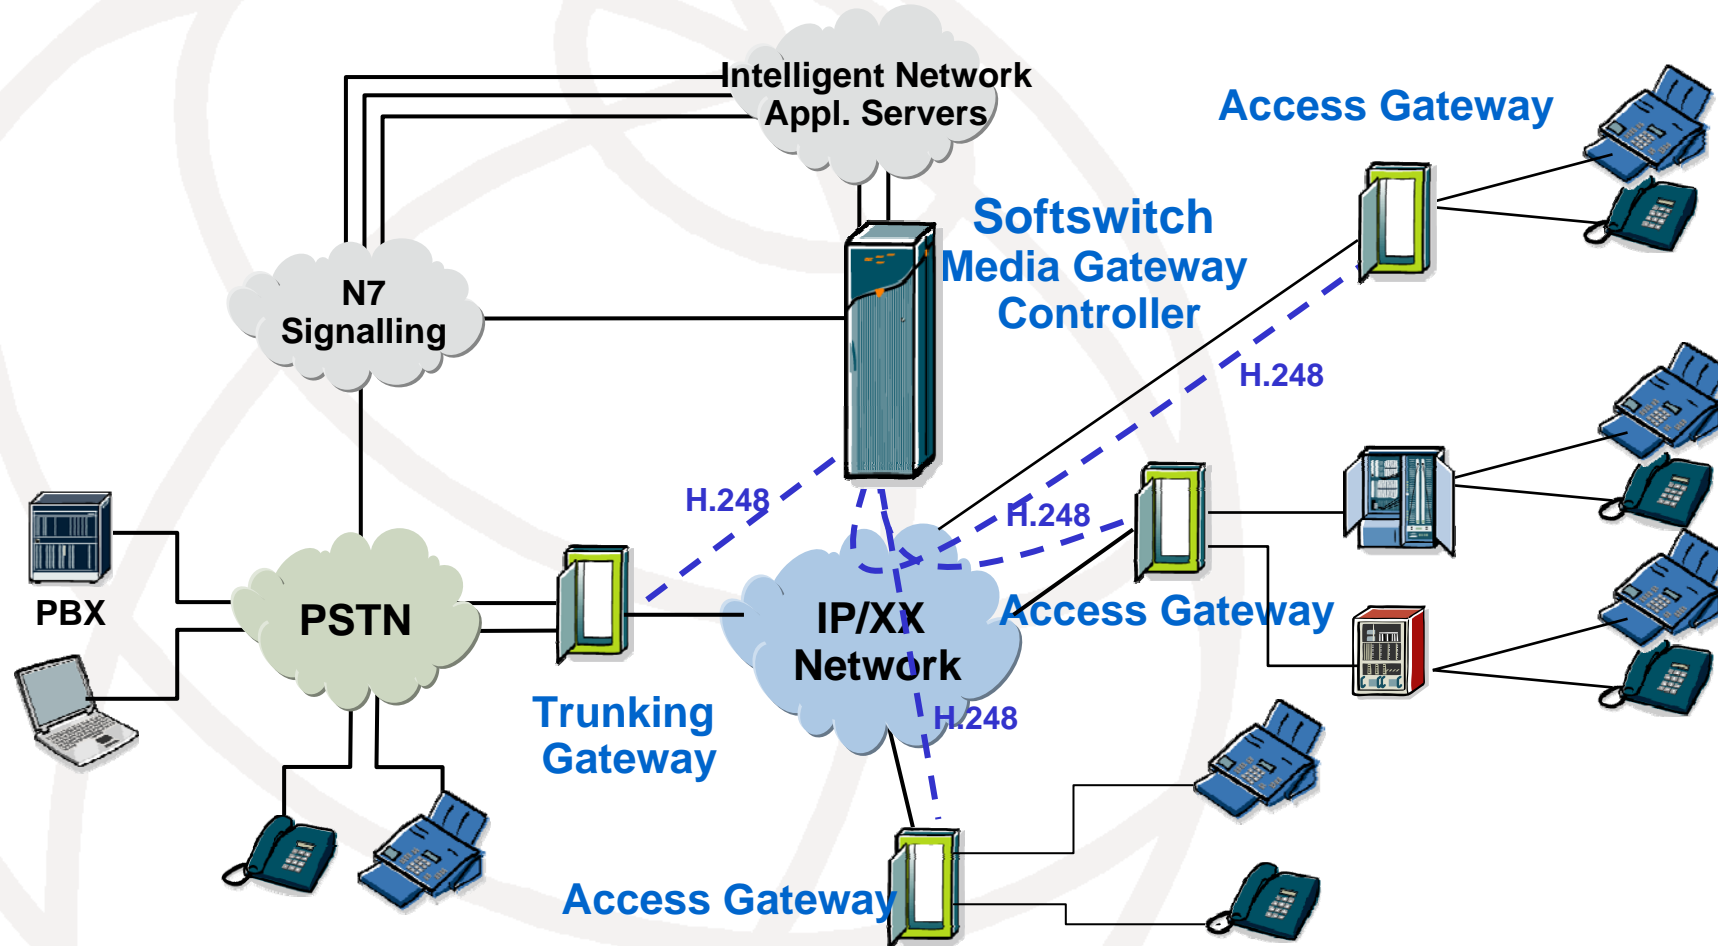 Intelligent Network
Appl. Servers
Access Gateway
Softswitch
Media Gateway
Controller
N7
Signalling
H.248
H.248
H.248
PBX
PSTN
IP/XX
Network
Access Gateway
Trunking
Gateway
H.248
Access Gateway